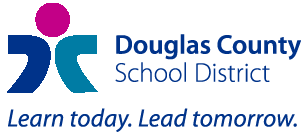 Douglas County
School District
Learn today. Lead tomorrow.